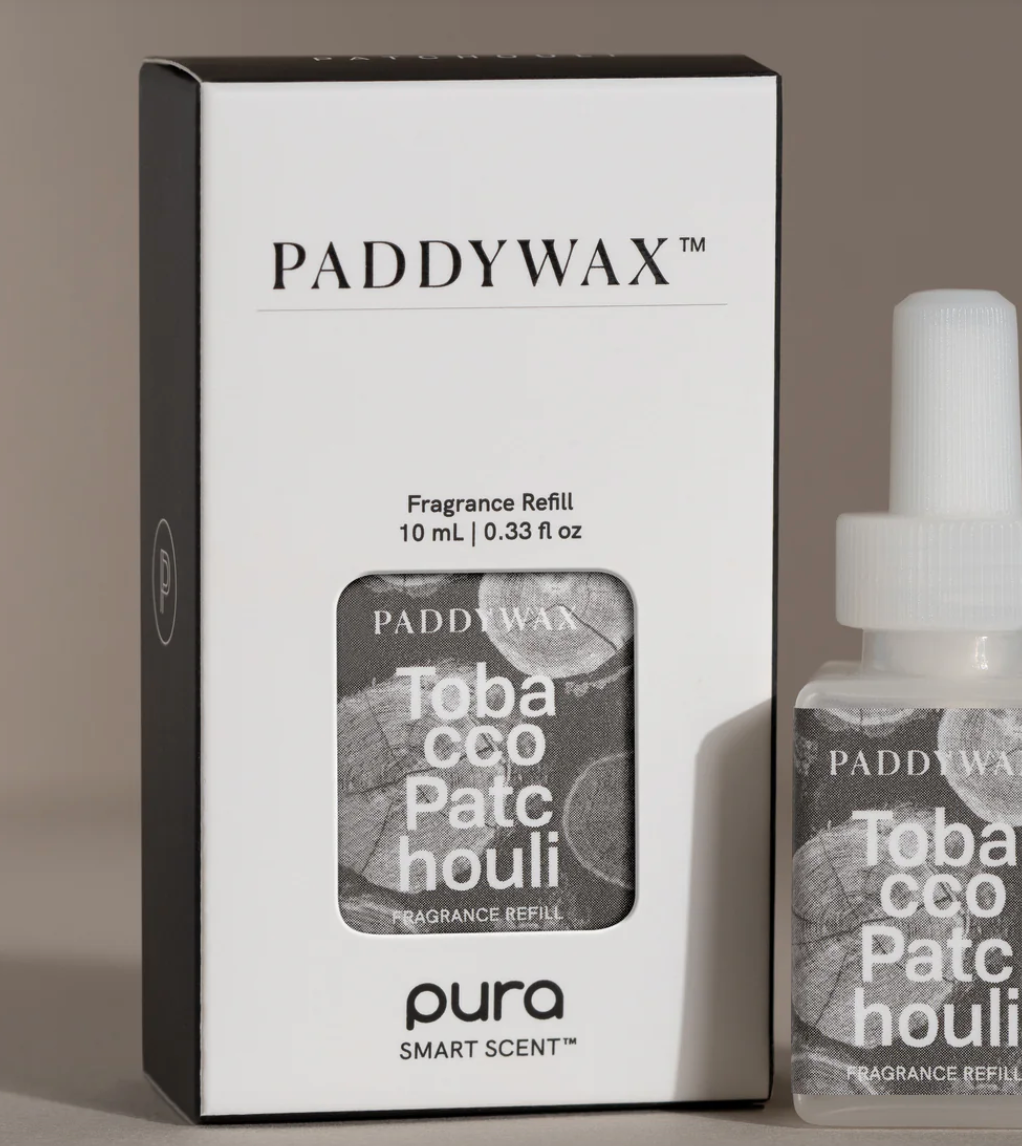 PATCHOULI
PADDYWAX™
Fragrance Refill
10 mL | 0.33 fl oz
PADDYWAX
Toba
cco
Patc
houli
FRAGRANCE REFILL
pura
SMART SCENT™
PADDYWA
Toba
cco
Patc
houli
FRAGRANCE REFILL